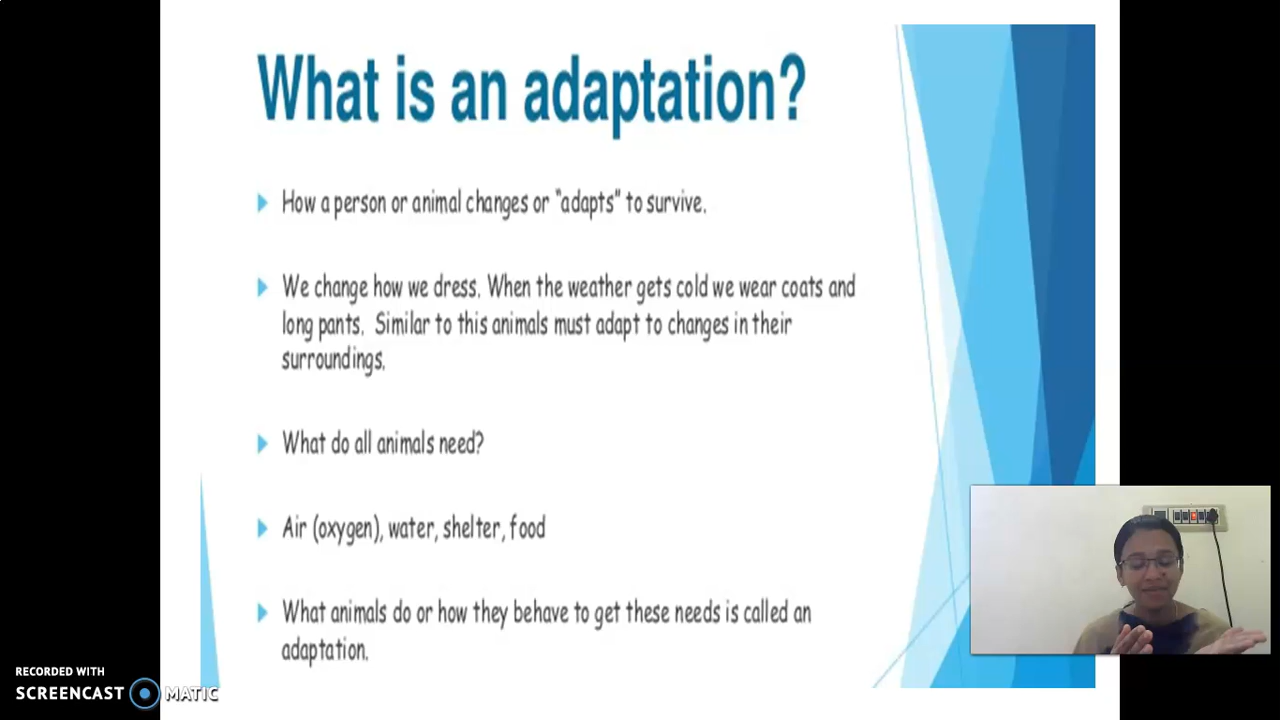 What is an adaptation?
How a person or animal changes or "adapts" to survive.
We change how we dress. When the weather gets cold we wear coats and
long pants. Similar to this animals must adapt to changes in their
surroundings.
What do all animals need?
Air (oxygen), water, shelter, food
What animals do or how they behave to get these needs is called an
adaptation.
RECORDED WITH
SCREENCAST MATIC